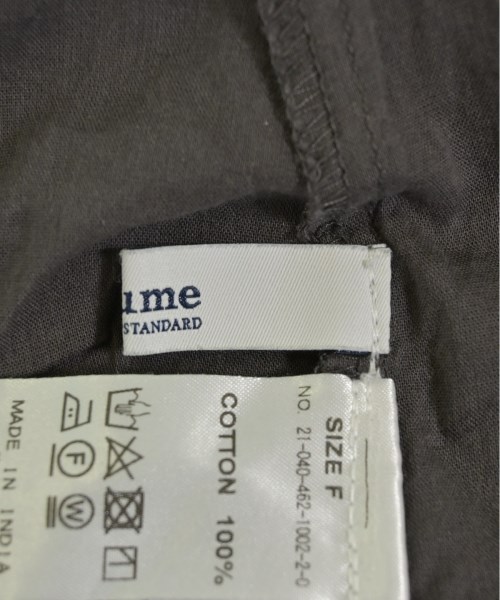 ume
STANDARD
SIZE F
NO. 21-040-462-1002-2-0
COTTON 100%
F
W
MADE IN INDIA